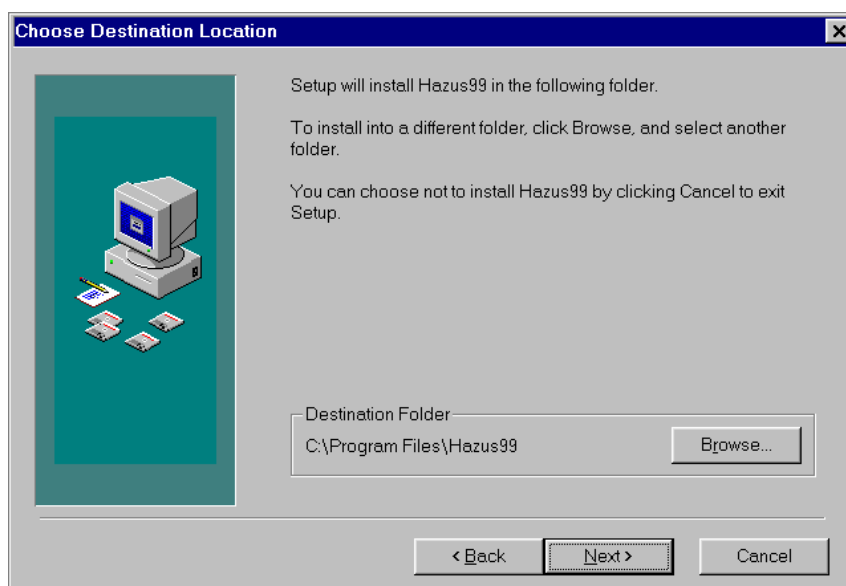 Choose Destination Location
Setup will install Hazus99 in the following folder.
To install into a different folder, click Browse, and select another
folder.
You can choose not to install Hazus99 by clicking Cancel to exit
Setup.
Destination Folder
C:\Program Files\Hazus99
Browse...
< Back
Next >
Cancel